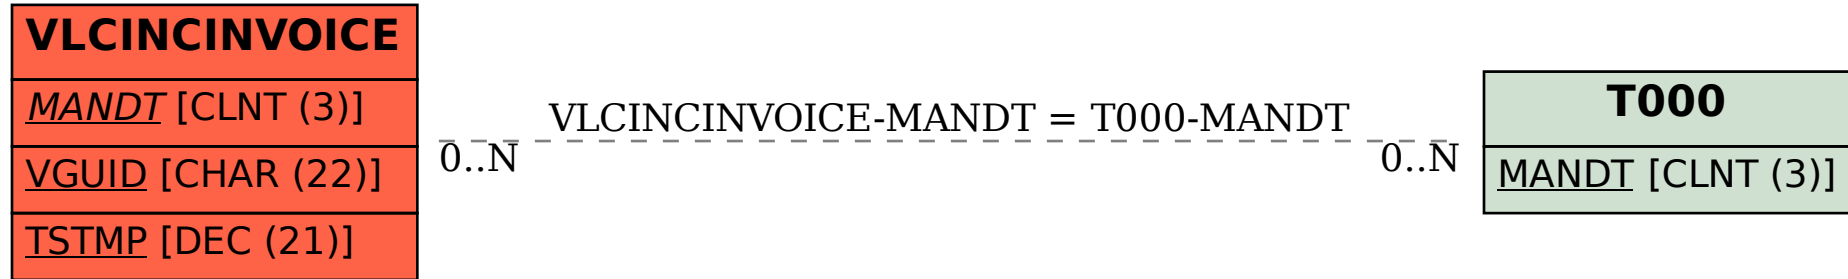 VLCINCINVOICE
MANDT [CLNT (3)]
VGUID [CHAR (22)]
TSTMP [DEC (21)]
VLCINCINVOICE-MANDT = T000-MANDT
0..N
0..N
T000
MANDT [CLNT (3)]